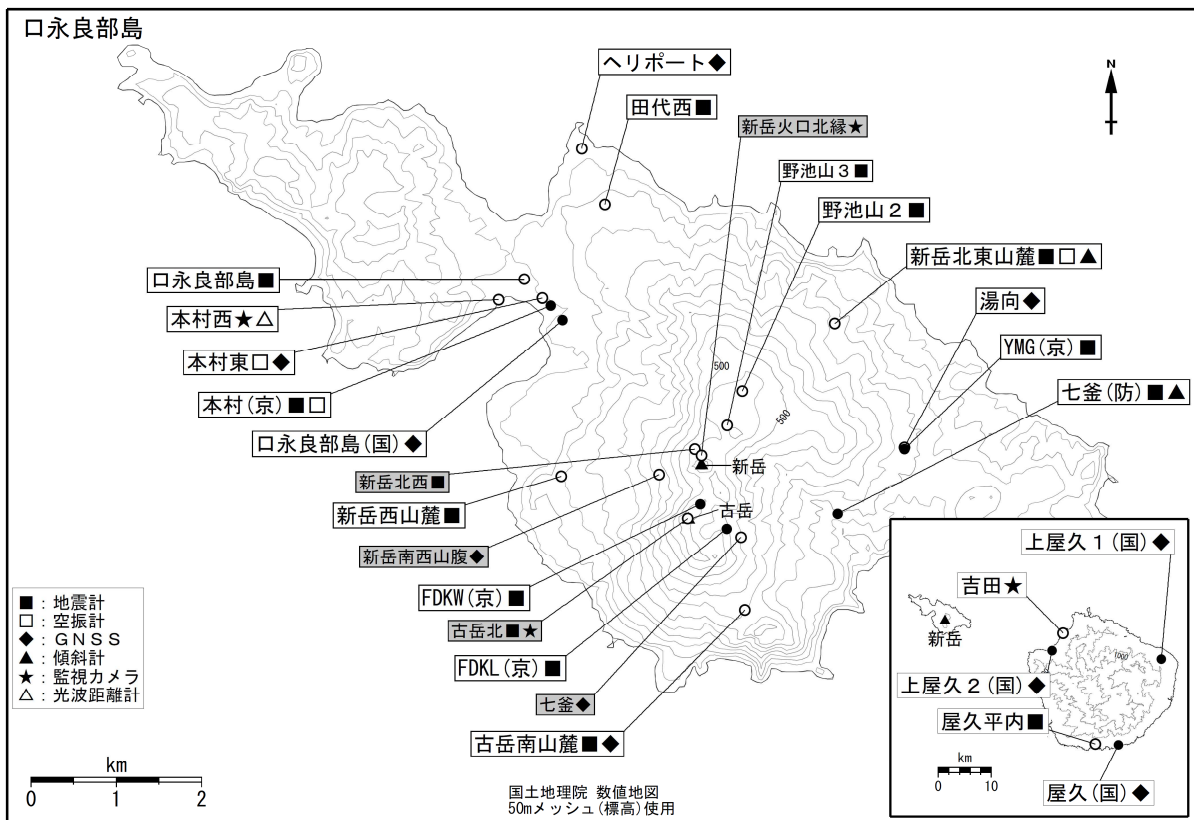 口永良部島
N
ヘリポート◆
田代西■
新岳火口北縁★
野池山3■
野池山2■
新岳北東山麓■□▲
口永良部島■
湯向◆
本村西★△
YMG(京)■
本村東□◆
500
七釜(防)■▲
本村(京)■□
500
口永良部島(国)◆
新岳
新岳北西■
新岳西山麓■
古岳
新岳南西山腹◆
FDKW(京)■
古岳北■★
FDKL(京)■
七釜◆
古岳南山麓■◆
■:地震計
□:空振計
◆:GNSS
▲:傾斜計
★:監視カメラ
△:光波距離計
km
0 1 2
国土地理院 数値地図
50mメッシュ(標高)使用
上屋久1(国)◆
吉田★
新岳
1000
上屋久2(国)◆
屋久平内■
km
0 10
屋久(国)◆